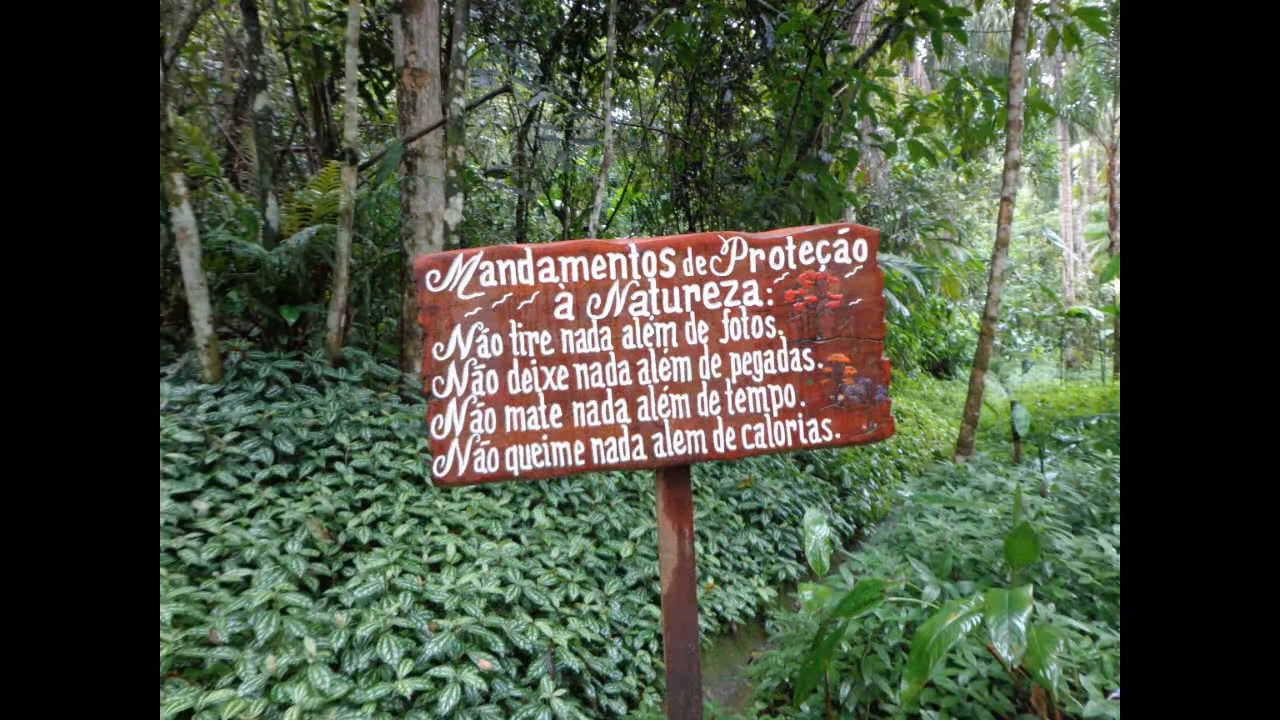 Mandamentos de Proteção
à Natureza:
Não tire nada além de fotos.
Não deixe nada além de pegadas.
Não mate nada além de tempo.
Não queime nada alem de calorias.